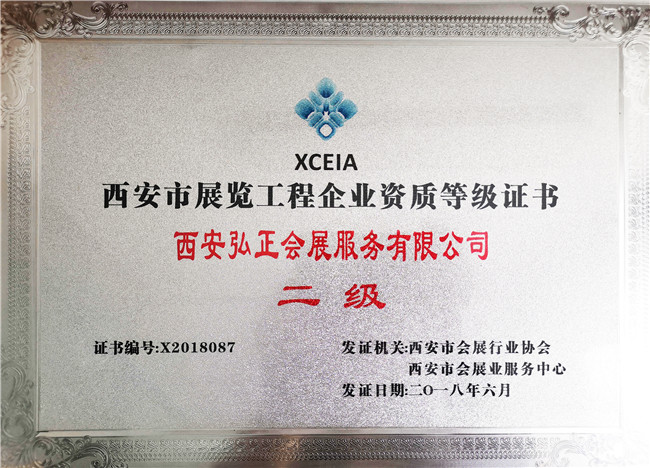 XCEIA
西安市展览工程企业资质等级证书
西安弘正会展服务有限公司
二级
证书编号:X2018087
发证机关:西安市会展行业协会
西安市会展业服务中心
发证日期:二〇一八年六月